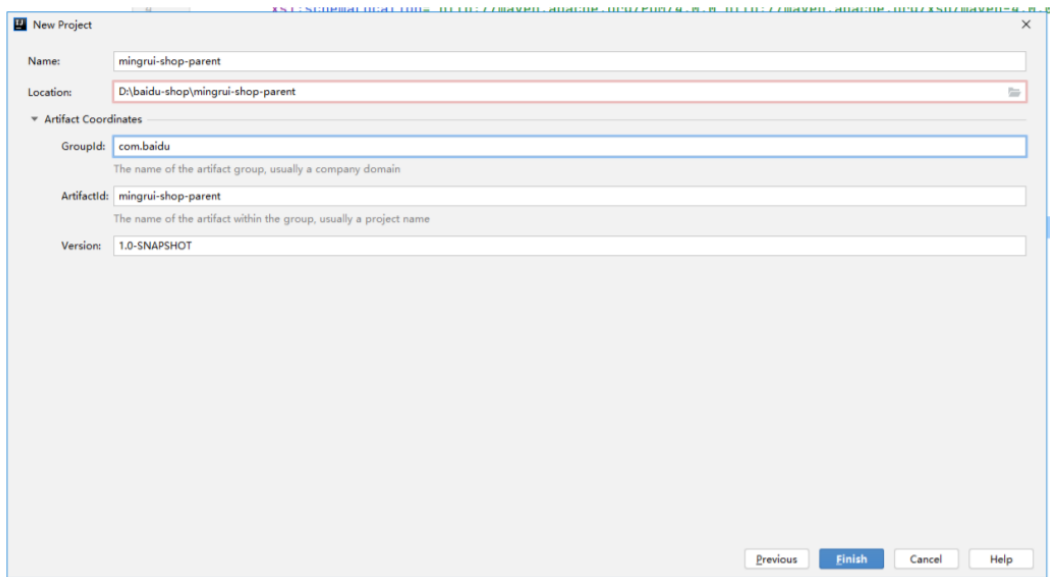 New Project
Name: mingrui-shop-parent
Location: D:\baidu-shop\mingrui-shop-parent
Artifact Coordinates
GroupId: com.baidu
The name of the artifact group, usually a company domain
ArtifactId: mingrui-shop-parent
The name of the artifact within the group, usually a project name
Version: 1.0-SNAPSHOT
Previous Finish Cancel Help